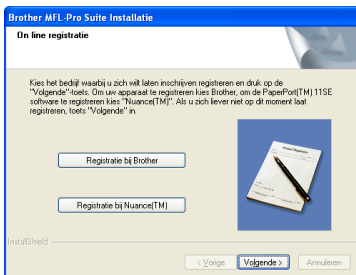 Brother MFL-Pro Suite Installatie
On line registratie
Kies het bedrijf waarbij u zich wilt laten inschrijven registreren en druk op de
"Volgende"-toets. Om uw apparaat te registreren kies Brother, om de PaperPort(TM) 11SE
software te registreren kies "Nuance(TM)". Als u zich liever niet op dit moment laat
registreren, toets "Volgende" in.
Registratie bij Brother
Registratie bij Nuance(TM)
Product Registration
InstallShield
< Vorige
Volgende >
Annuleren